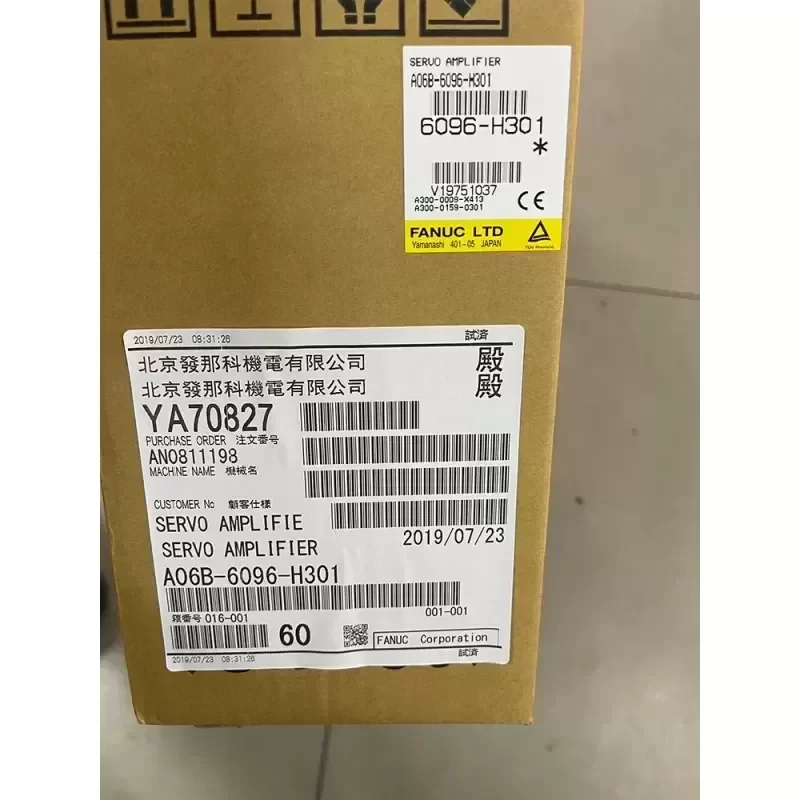 SERVO AMPLIFIER
A06B-6096-H301
6096-H301
*
V19751037
A300-0009-X413
A300-0159-0301
CE
FANUC LTD
Yamanashi 401-05 JAPAN
2019/07/23 08:31:26 試済
北京發那科機電有限公司 殿
北京發那科機電有限公司 殿
YA70827
PURCHASE ORDER 注文番号
AN0811198
MACHINE NAME 機械名
CUSTOMER No 顧客仕様
SERVO AMPLIFIE
2019/07/23
SERVO AMPLIFIER
A06B-6096-H301
箱番号 016-001 001-001
60
FANUC Corporation
2019/07/23 08:31:26 試済